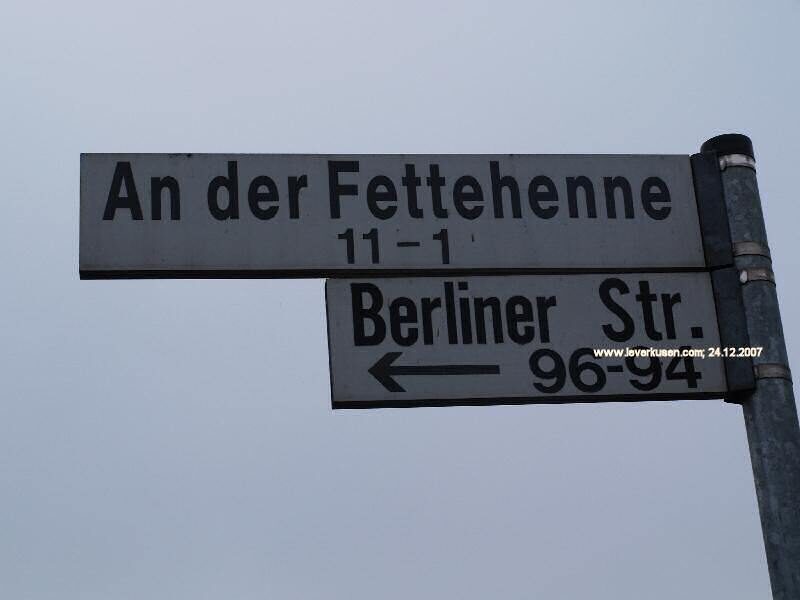 An der Fettehenne
11 – 1
Berliner Str.
www.leverkusen.com; 24.12.2007
← 96-94